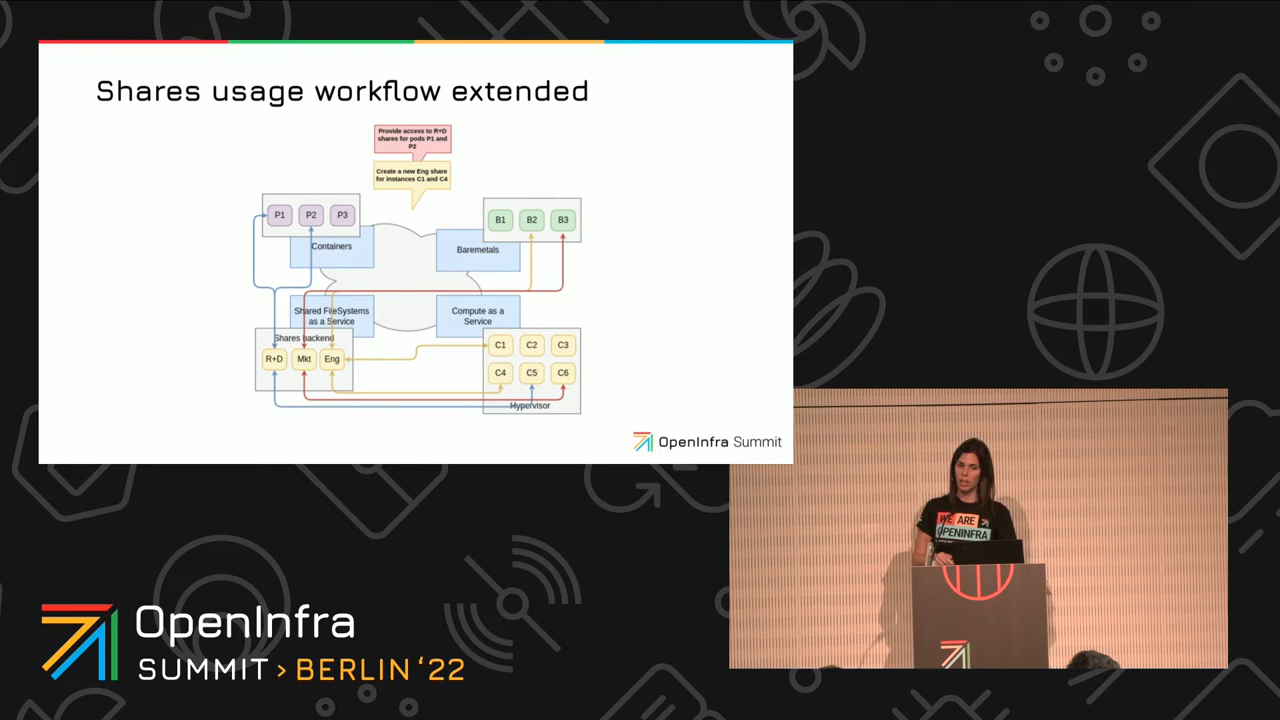 Shares usage workflow extended
Provide access to R+D
shares for pods P1 and
P2
Create a new Eng share
for instances C1 and C4
P1 P2 P3
Containers
B1 B2 B3
Baremetals
Shared FileSystems
as a Service
Compute as a
Service
Shares backend
R+D Mkt Eng
C1 C2 C3
C4 C5 C6
Hypervisor
OpenInfra Summit
WE ARE
OPENINFRA
OpenInfra
SUMMIT > BERLIN ‘22